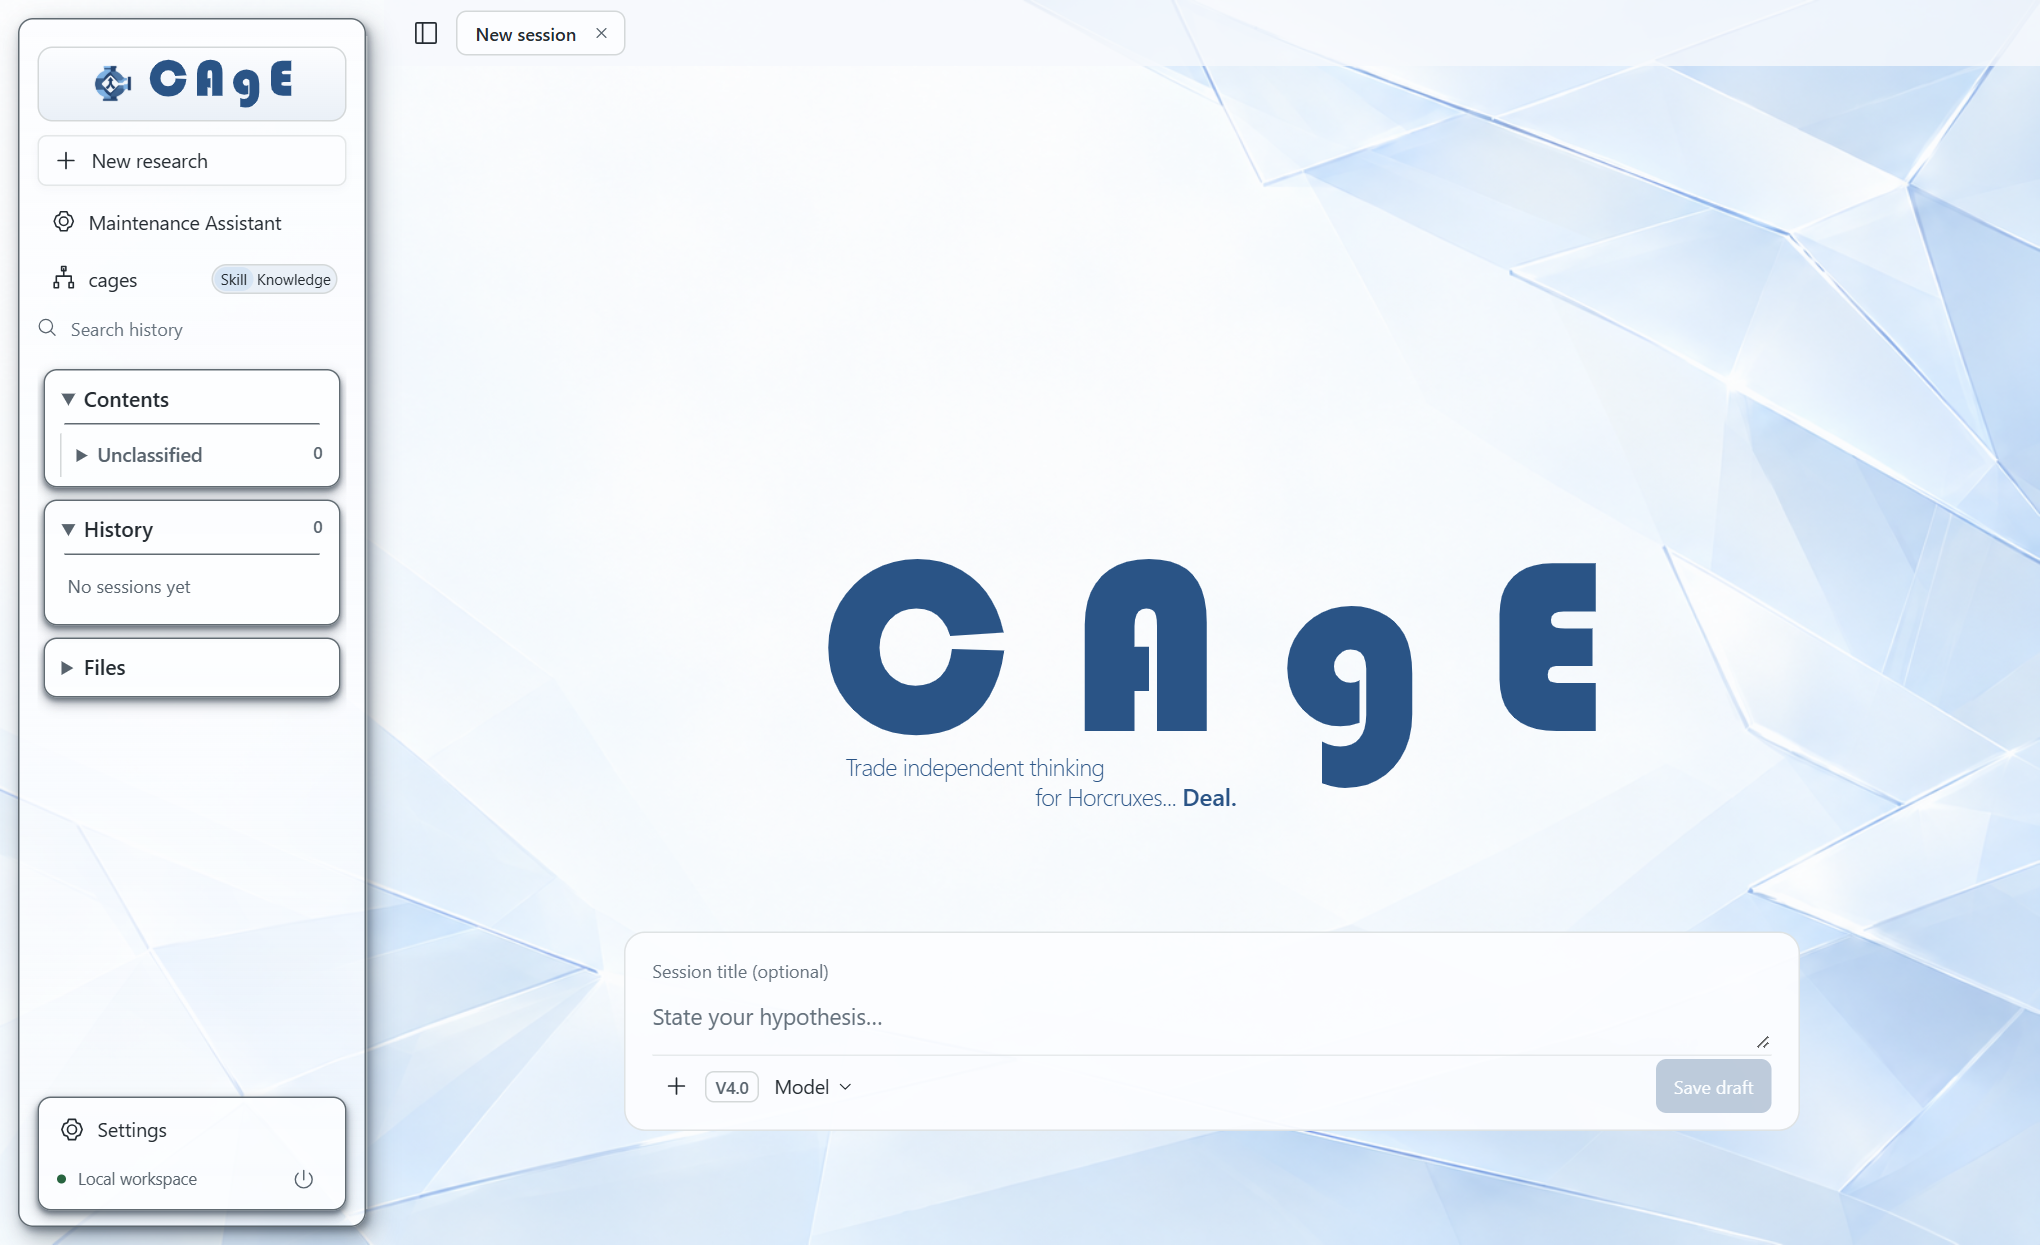 CAgE
New research
Maintenance Assistant
cages
Skill Knowledge
Search history
Contents
Unclassified 0
History 0
No sessions yet
Files
Settings
Local workspace
New session
CAgE
Trade independent thinking
for Horcruxes... Deal.
Session title (optional)
State your hypothesis...
V4.0 Model
Save draft